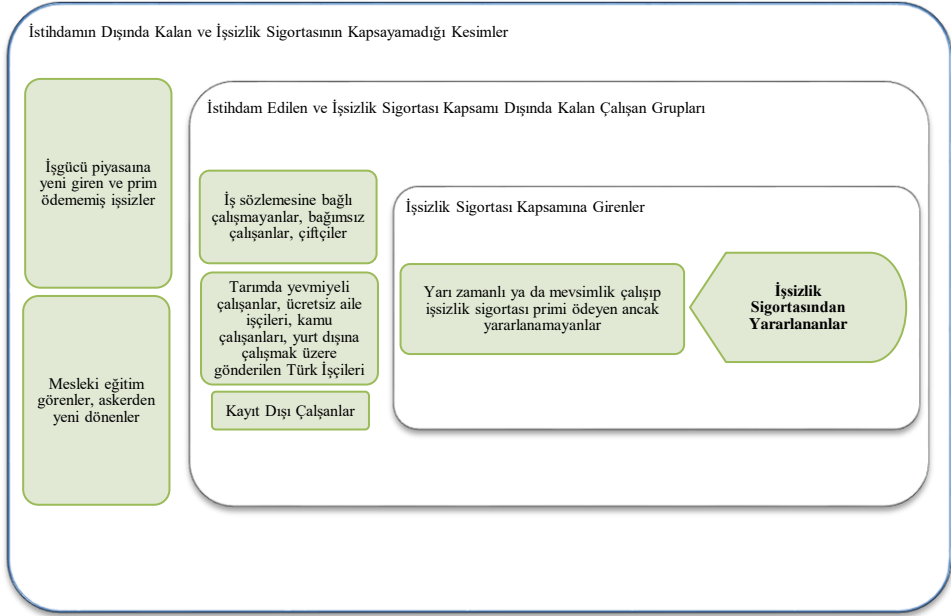 İstihdamın Dışında Kalan ve İşsizlik Sigortasının Kapsayamadığı Kesimler
İşgücü piyasaına
yeni giren ve prim
ödememiş işsizler
Mesleki eğitim
görenler, askerden
yeni dönenler
İstihdam Edilen ve İşsizlik Sigortası Kapsamı Dışında Kalan Çalışan Grupları
İş sözlemesine bağlı
çalışmayanlar, bağımsız
çalışanlar, çiftçiler
Tarımda yevmiyeli
çalışanlar, ücretsiz aile
işçileri, kamu
çalışanları, yurt dışına
çalışmak üzere
gönderilen Türk İşçileri
Kayıt Dışı Çalşanlar
İşsizlik Sigortası Kapsamına Girenler
Yarı zamanlı ya da mevsimlik çalışıp
işsizlik sigortası primi ödeyen ancak
yararlanamayanlar
İşsizlik
Sigortasından
Yararlananlar